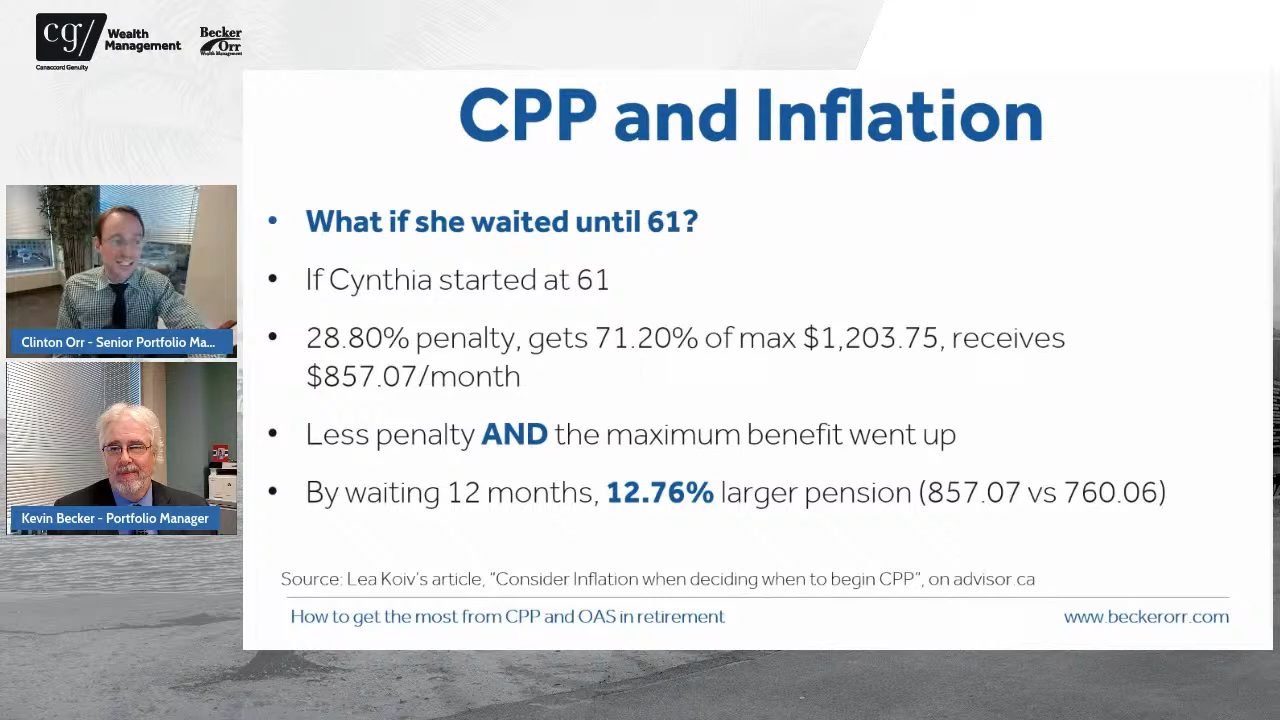 cg/
Wealth
Management
Canaccord Genuity
Becker
Orr
Wealth Management
CPP and Inflation
• What if she waited until 61?
• If Cynthia started at 61
• 28.80% penalty, gets 71.20% of max $1,203.75, receives
$857.07/month
• Less penalty AND the maximum benefit went up
• By waiting 12 months, 12.76% larger pension (857.07 vs 760.06)
Source: Lea Koiv's article, "Consider Inflation when deciding when to begin CPP", on advisor.ca
How to get the most from CPP and OAS in retirement
www.beckerorr.com
Clinton Orr - Senior Portfolio Ma...
Kevin Becker - Portfolio Manager